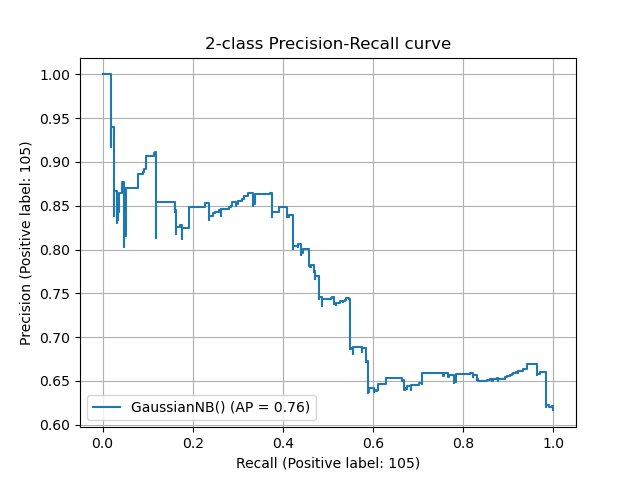 2-class Precision-Recall curve
1.00
0.95
0.90
0.85
0.80
0.75
0.70
0.65
0.60
Precision (Positive label: 105)
GaussianNB() (AP = 0.76)
0.0 0.2 0.4 0.6 0.8 1.0
Recall (Positive label: 105)